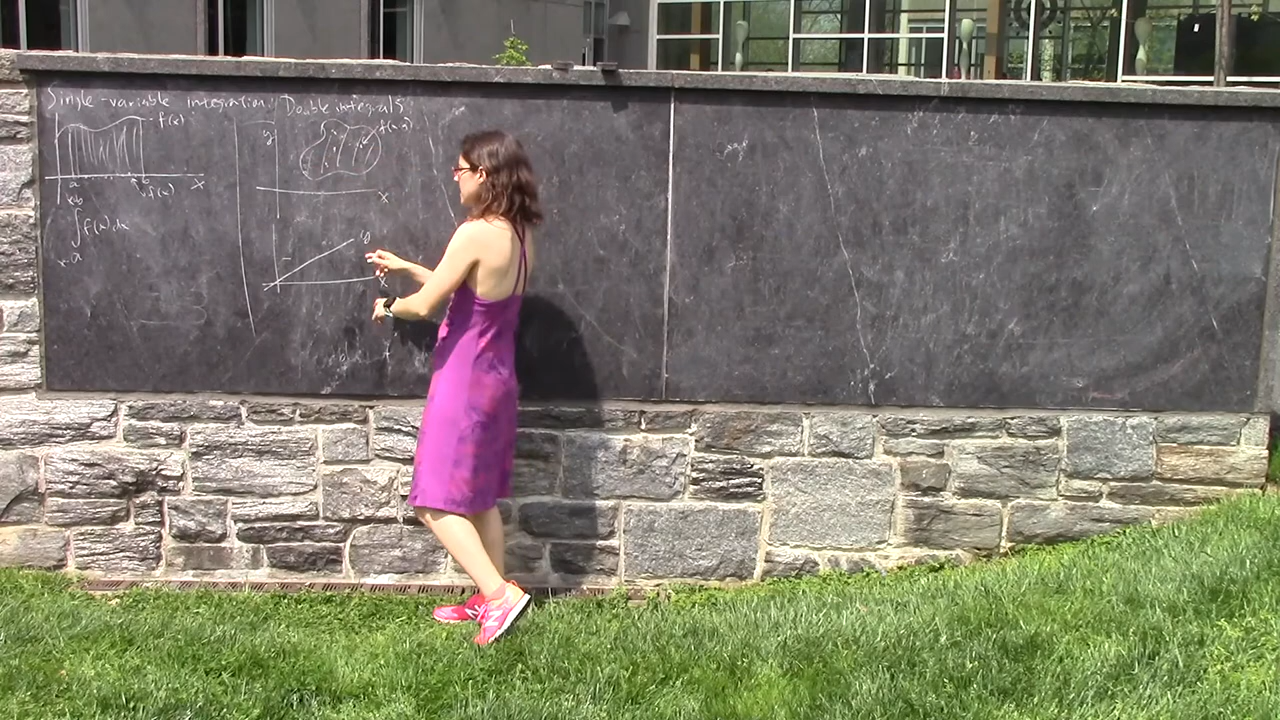 Single-variable integration
f(x)
a
b
x
f(x)
x=b
∫ f(x) dx
x=a
Double integrals
y
f(x,y)
x
y
x